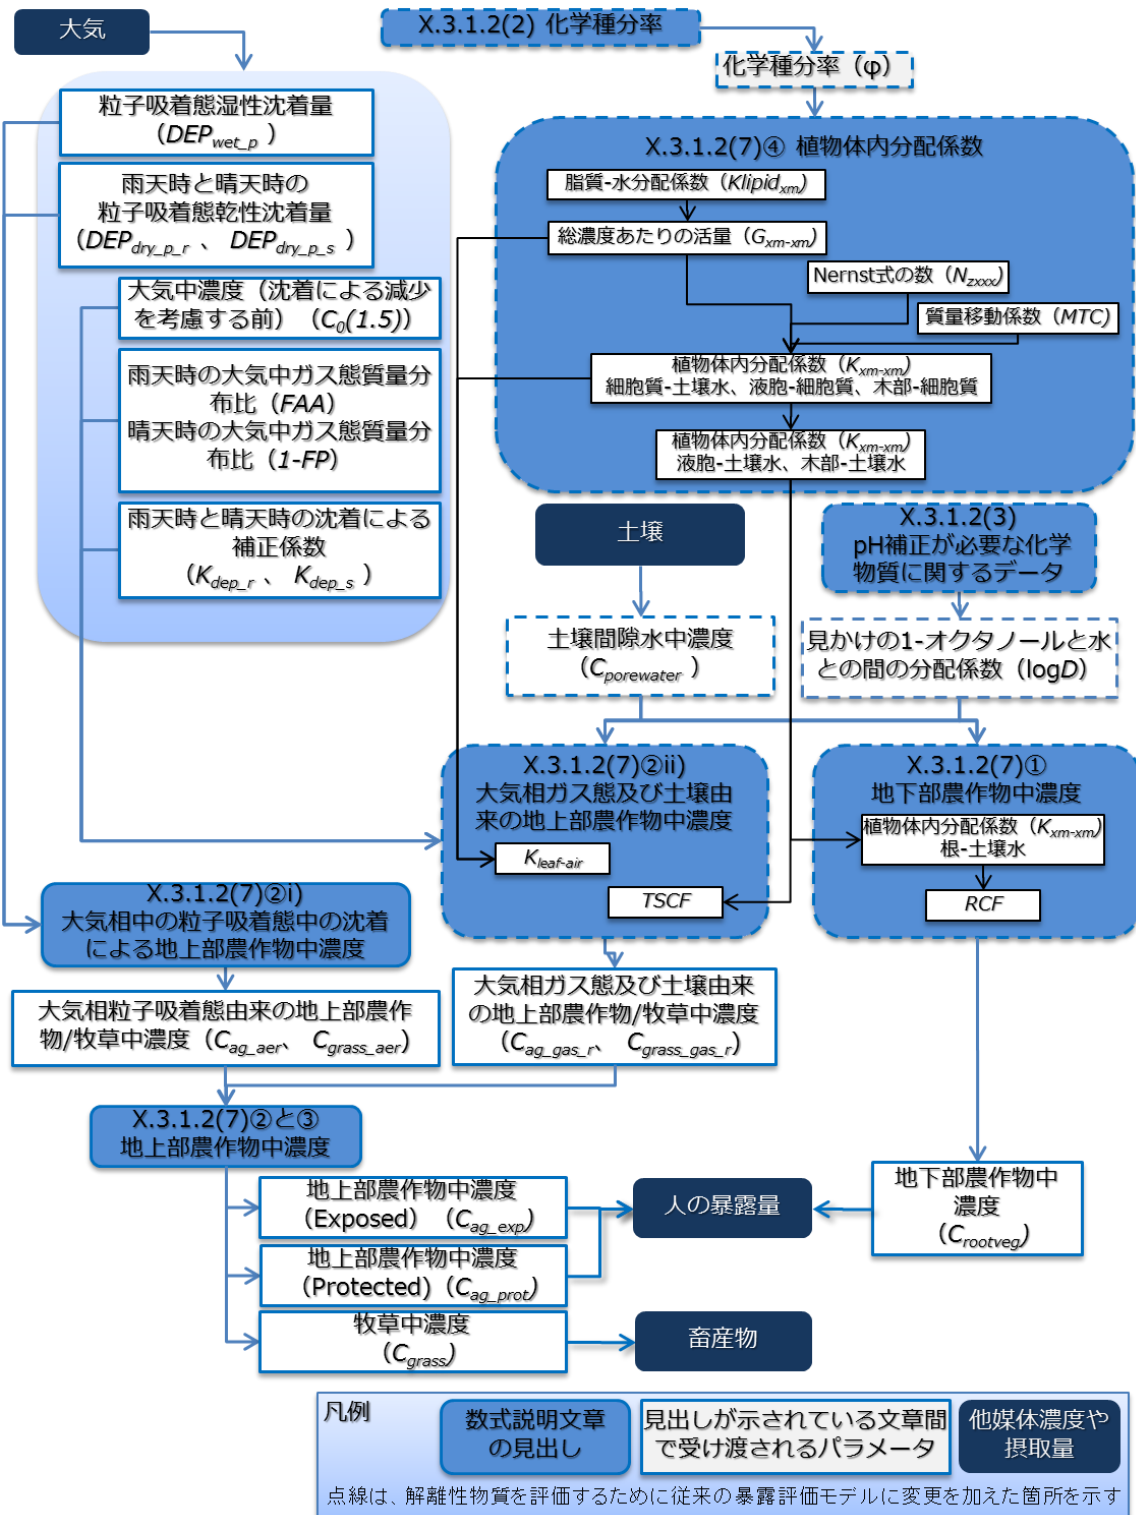 大気
X.3.1.2(2) 化学種分率
化学種分率（φ）
粒子吸着態湿性沈着量
（DEPwet_p ）
雨天時と晴天時の
粒子吸着態乾性沈着量
（DEPdry_p_r 、 DEPdry_p_s ）
大気中濃度（沈着による減少
を考慮する前）（C0(1.5)）
雨天時の大気中ガス態質量分
布比（FAA）
晴天時の大気中ガス態質量分
布比（1-FP）
雨天時と晴天時の沈着による
補正係数
（Kdep_r 、 Kdep_s ）
X.3.1.2(7)④ 植物体内分配係数
脂質-水分配係数（Klipidxm）
総濃度あたりの活量（Gxm-xm）
Nernst式の数（Nzxxx）
質量移動係数（MTC）
植物体内分配係数（Kxm-xm）
細胞質-土壌水、液胞-細胞質、木部-細胞質
植物体内分配係数（Kxm-xm）
液胞-土壌水、木部-土壌水
土壌
X.3.1.2(3)
pH補正が必要な化学
物質に関するデータ
土壌間隙水中濃度
（Cporewater ）
見かけの1-オクタノールと水
との間の分配係数（logD）
X.3.1.2(7)②ii)
大気相ガス態及び土壌由
来の地上部農作物中濃度
Kleaf-air
TSCF
X.3.1.2(7)①
地下部農作物中濃度
植物体内分配係数（Kxm-xm）
根-土壌水
RCF
X.3.1.2(7)②i)
大気相中の粒子吸着態中の沈着
による地上部農作物中濃度
大気相粒子吸着態由来の地上部農作
物/牧草中濃度（Cag_aer、 Cgrass_aer）
大気相ガス態及び土壌由来
の地上部農作物/牧草中濃度
（Cag_gas_r、 Cgrass_gas_r）
X.3.1.2(7)②と③
地上部農作物中濃度
地上部農作物中濃度
（Exposed）（Cag_exp）
地上部農作物中濃度
（Protected)（Cag_prot）
牧草中濃度
（Cgrass）
人の暴露量
畜産物
地下部農作物中
濃度
（Crootveg）
凡例
数式説明文章
の見出し
見出しが示されている文章間
で受け渡されるパラメータ
他媒体濃度や
摂取量
点線は、解離性物質を評価するために従来の暴露評価モデルに変更を加えた箇所を示す